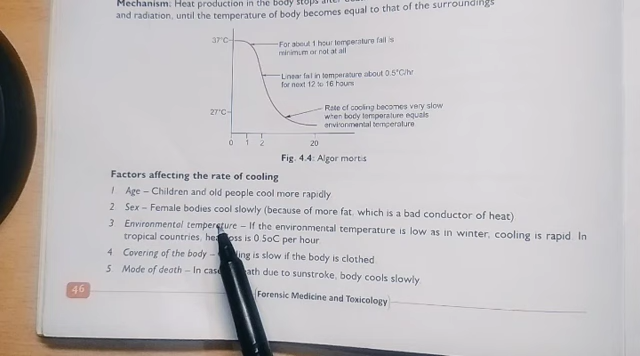 Mechanism: Heat production in the body stops after
and radiation, until the temperature of body becomes equal to that of the surroundings
37°C
For about 1 hour temperature fall is
minimum or not at all
Linear fall in temperature about 0.5°C/hr
for next 12 to 16 hours
27°C
Rate of cooling becomes very slow
when body temperature equals
environmental temperature
0 1 2 20
Fig. 4.4: Algor mortis
Factors affecting the rate of cooling
1 Age – Children and old people cool more rapidly
2 Sex – Female bodies cool slowly (because of more fat, which is a bad conductor of heat)
3 Environmental temperature – If the environmental temperature is low as in winter, cooling is rapid. In
tropical countries, loss is 0.5oC per hour
4 Covering of the body – is slow if the body is clothed
5 Mode of death – In due to sunstroke, body cools slowly
46
Forensic Medicine and Toxicology